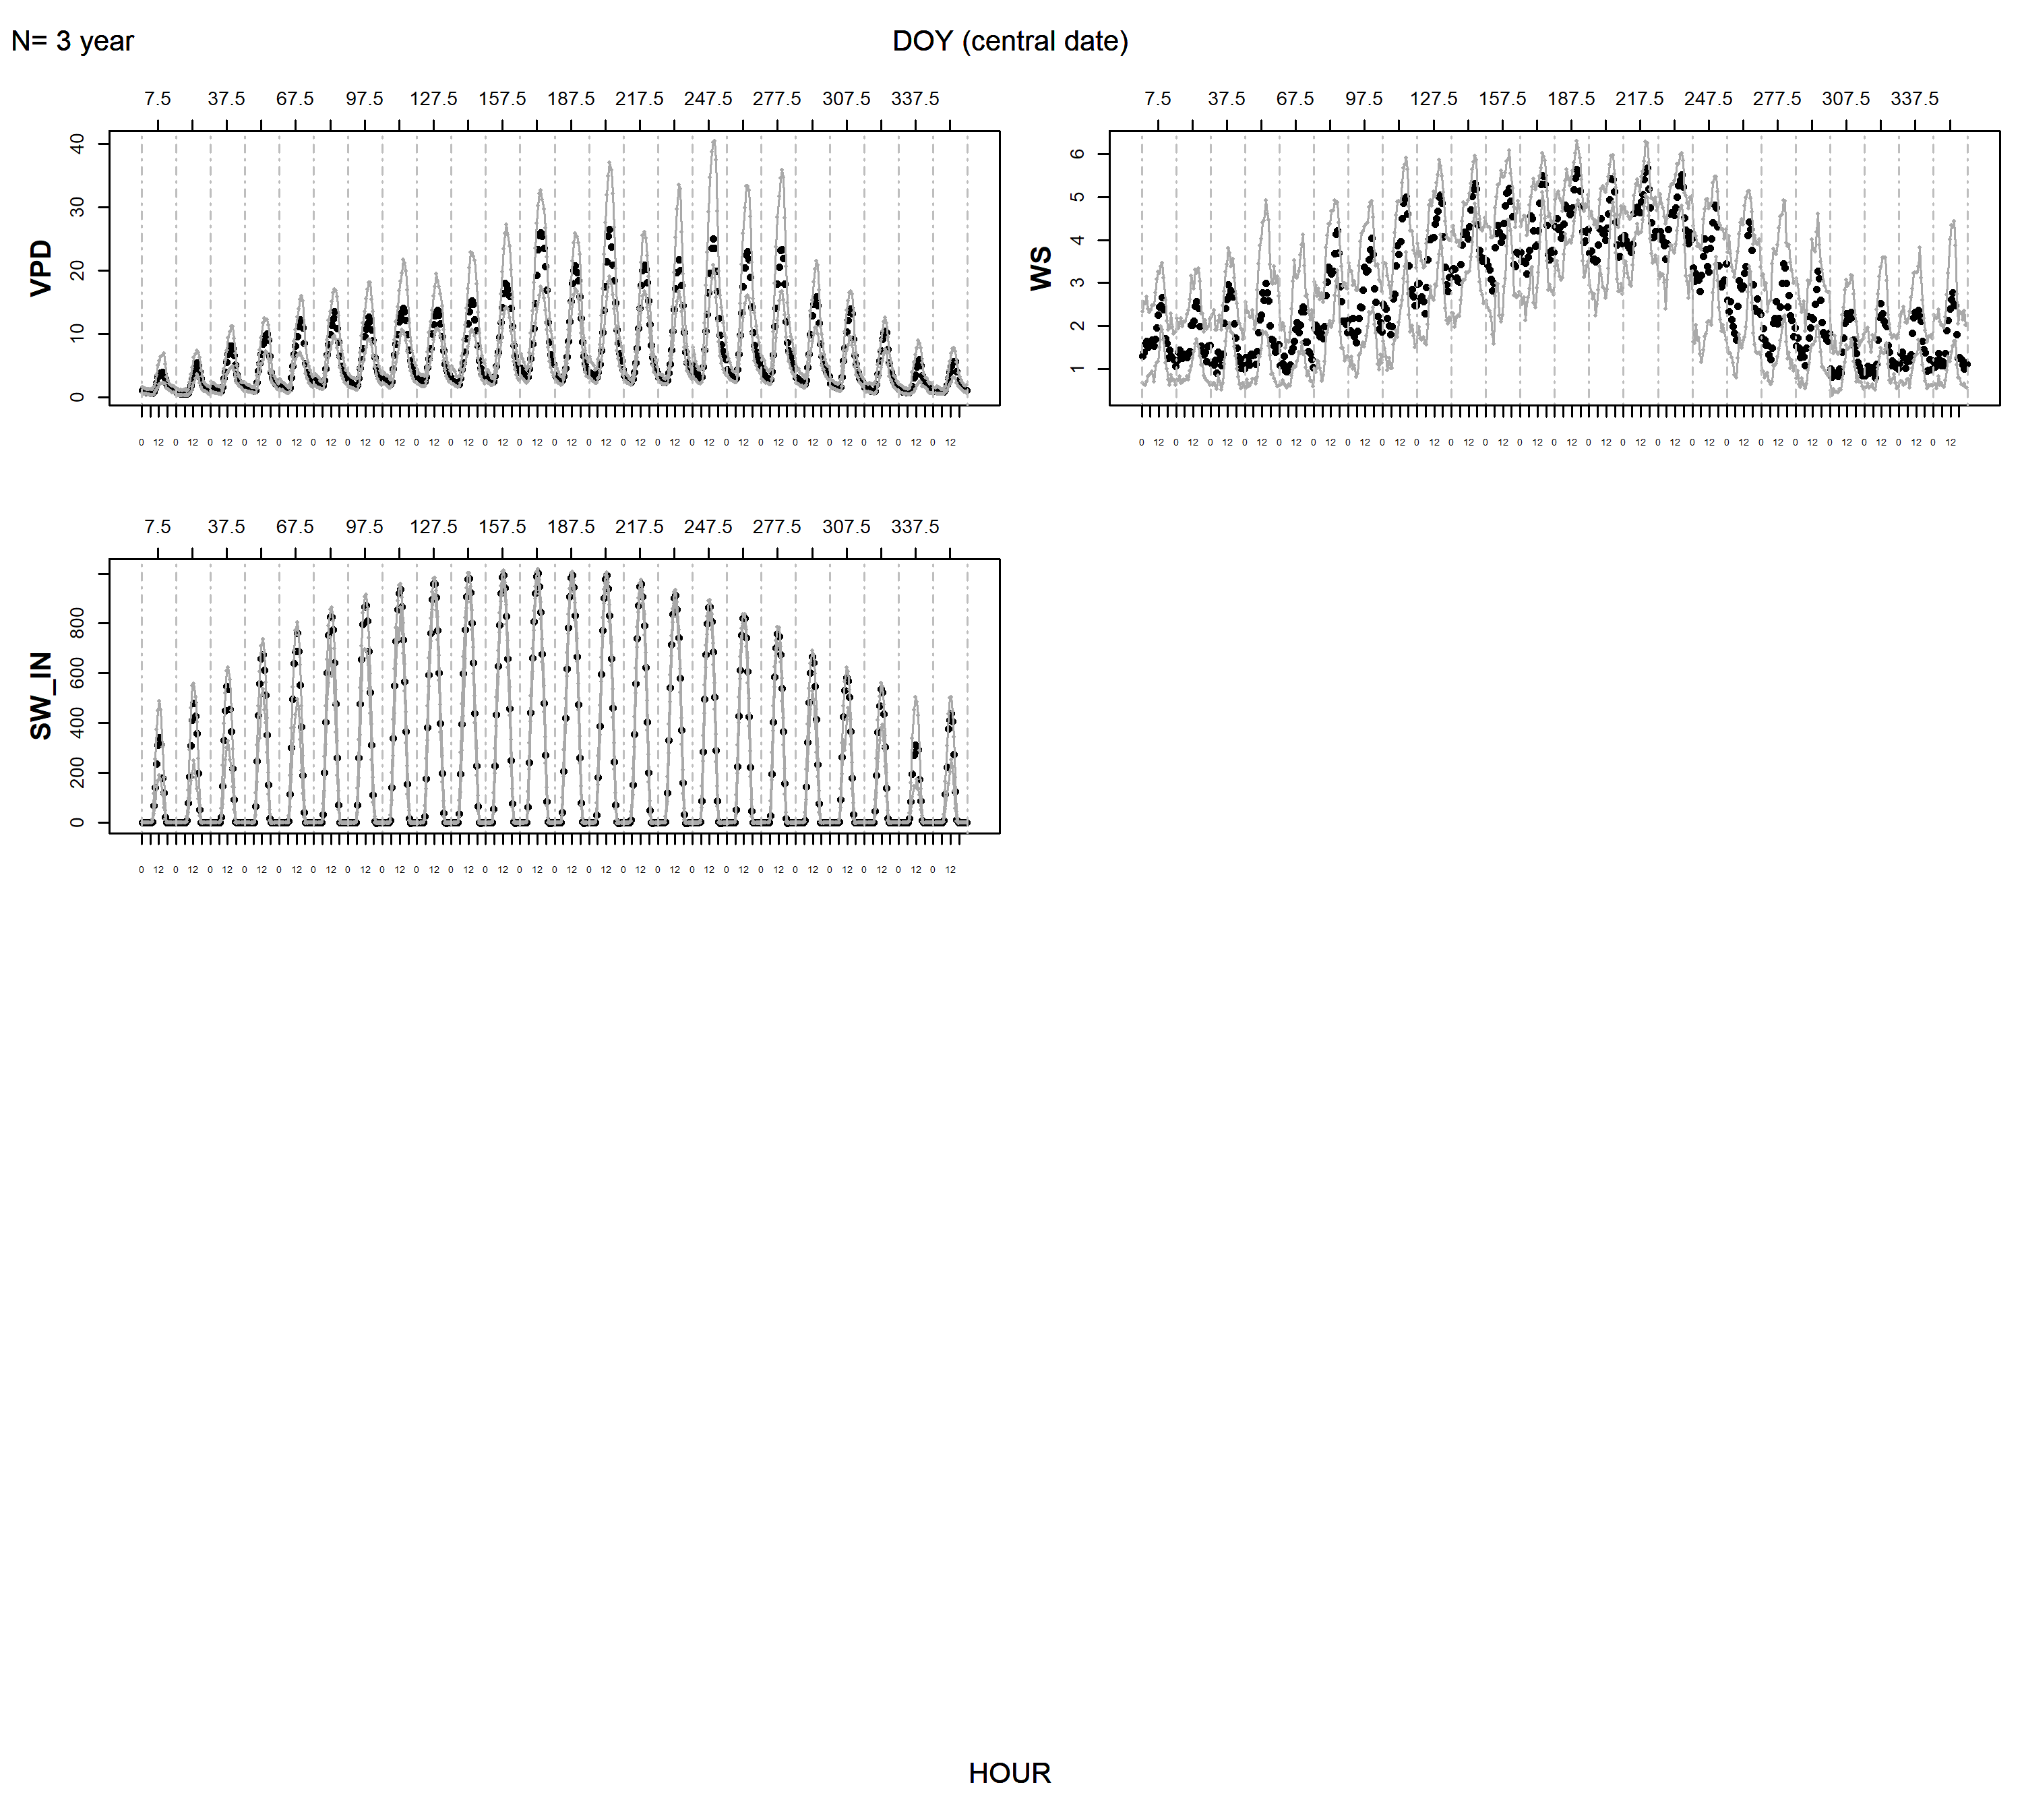 N= 3 year
DOY (central date)
7.5 37.5 67.5 97.5 127.5 157.5 187.5 217.5 247.5 277.5 307.5 337.5
VPD
40
30
20
10
0
0 12 0 12 0 12 0 12 0 12 0 12 0 12 0 12 0 12 0 12 0 12 0 12 0 12 0 12 0 12 0 12 0 12 0 12 0 12 0 12 0 12 0 12 0 12 0 12
7.5 37.5 67.5 97.5 127.5 157.5 187.5 217.5 247.5 277.5 307.5 337.5
WS
6
5
4
3
2
1
0 12 0 12 0 12 0 12 0 12 0 12 0 12 0 12 0 12 0 12 0 12 0 12 0 12 0 12 0 12 0 12 0 12 0 12 0 12 0 12 0 12 0 12 0 12 0 12
7.5 37.5 67.5 97.5 127.5 157.5 187.5 217.5 247.5 277.5 307.5 337.5
SW_IN
800
600
400
200
0
0 12 0 12 0 12 0 12 0 12 0 12 0 12 0 12 0 12 0 12 0 12 0 12 0 12 0 12 0 12 0 12 0 12 0 12 0 12 0 12 0 12 0 12 0 12 0 12
HOUR